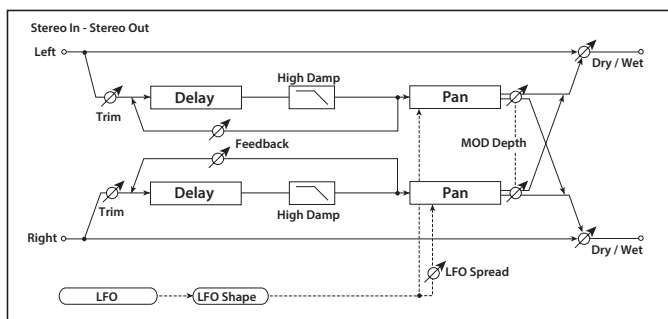 Stereo In - Stereo Out
Left
Dry / Wet
High Damp
Delay
Pan
Trim
Feedback
MOD Depth
Delay
Pan
Trim
High Damp
Right
Dry / Wet
LFO Spread
LFO
LFO Shape